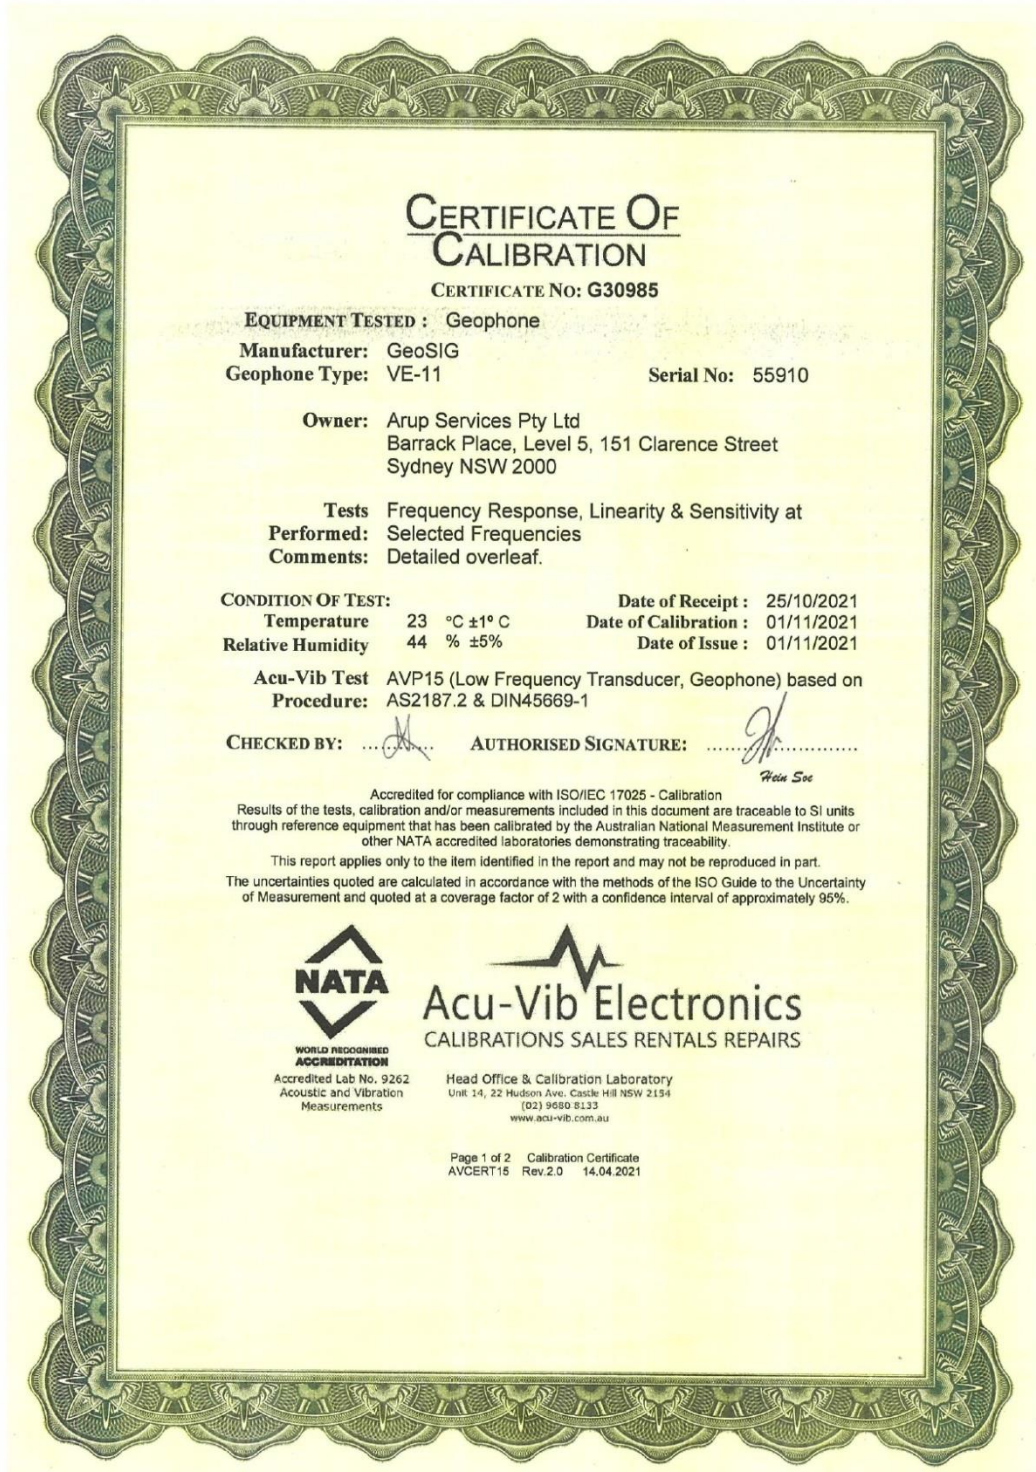 CERTIFICATE OF
CALIBRATION
CERTIFICATE NO: G30985
EQUIPMENT TESTED : Geophone
Manufacturer: GeoSIG
Geophone Type: VE-11 Serial No: 55910
Owner: Arup Services Pty Ltd
Barrack Place, Level 5, 151 Clarence Street
Sydney NSW 2000
Tests Frequency Response, Linearity & Sensitivity at
Performed: Selected Frequencies
Comments: Detailed overleaf.
CONDITION OF TEST: Date of Receipt : 25/10/2021
Temperature 23 °C ±1° C Date of Calibration : 01/11/2021
Relative Humidity 44 % ±5% Date of Issue : 01/11/2021
Acu-Vib Test AVP15 (Low Frequency Transducer, Geophone) based on
Procedure: AS2187.2 & DIN45669-1
CHECKED BY: ............ AUTHORISED SIGNATURE: ........................
Hein Soe
Accredited for compliance with ISO/IEC 17025 - Calibration
Results of the tests, calibration and/or measurements included in this document are traceable to SI units
through reference equipment that has been calibrated by the Australian National Measurement Institute or
other NATA accredited laboratories demonstrating traceability.
This report applies only to the item identified in the report and may not be reproduced in part.
The uncertainties quoted are calculated in accordance with the methods of the ISO Guide to the Uncertainty
of Measurement and quoted at a coverage factor of 2 with a confidence interval of approximately 95%.
NATA
WORLD RECOGNISED
ACCREDITATION
Accredited Lab No. 9262
Acoustic and Vibration
Measurements
Acu-Vib Electronics
CALIBRATIONS SALES RENTALS REPAIRS
Head Office & Calibration Laboratory
Unit 14, 22 Hudson Ave. Castle Hill NSW 2154
(02) 9680 8133
www.acu-vib.com.au
Page 1 of 2 Calibration Certificate
AVCERT15 Rev.2.0 14.04.2021